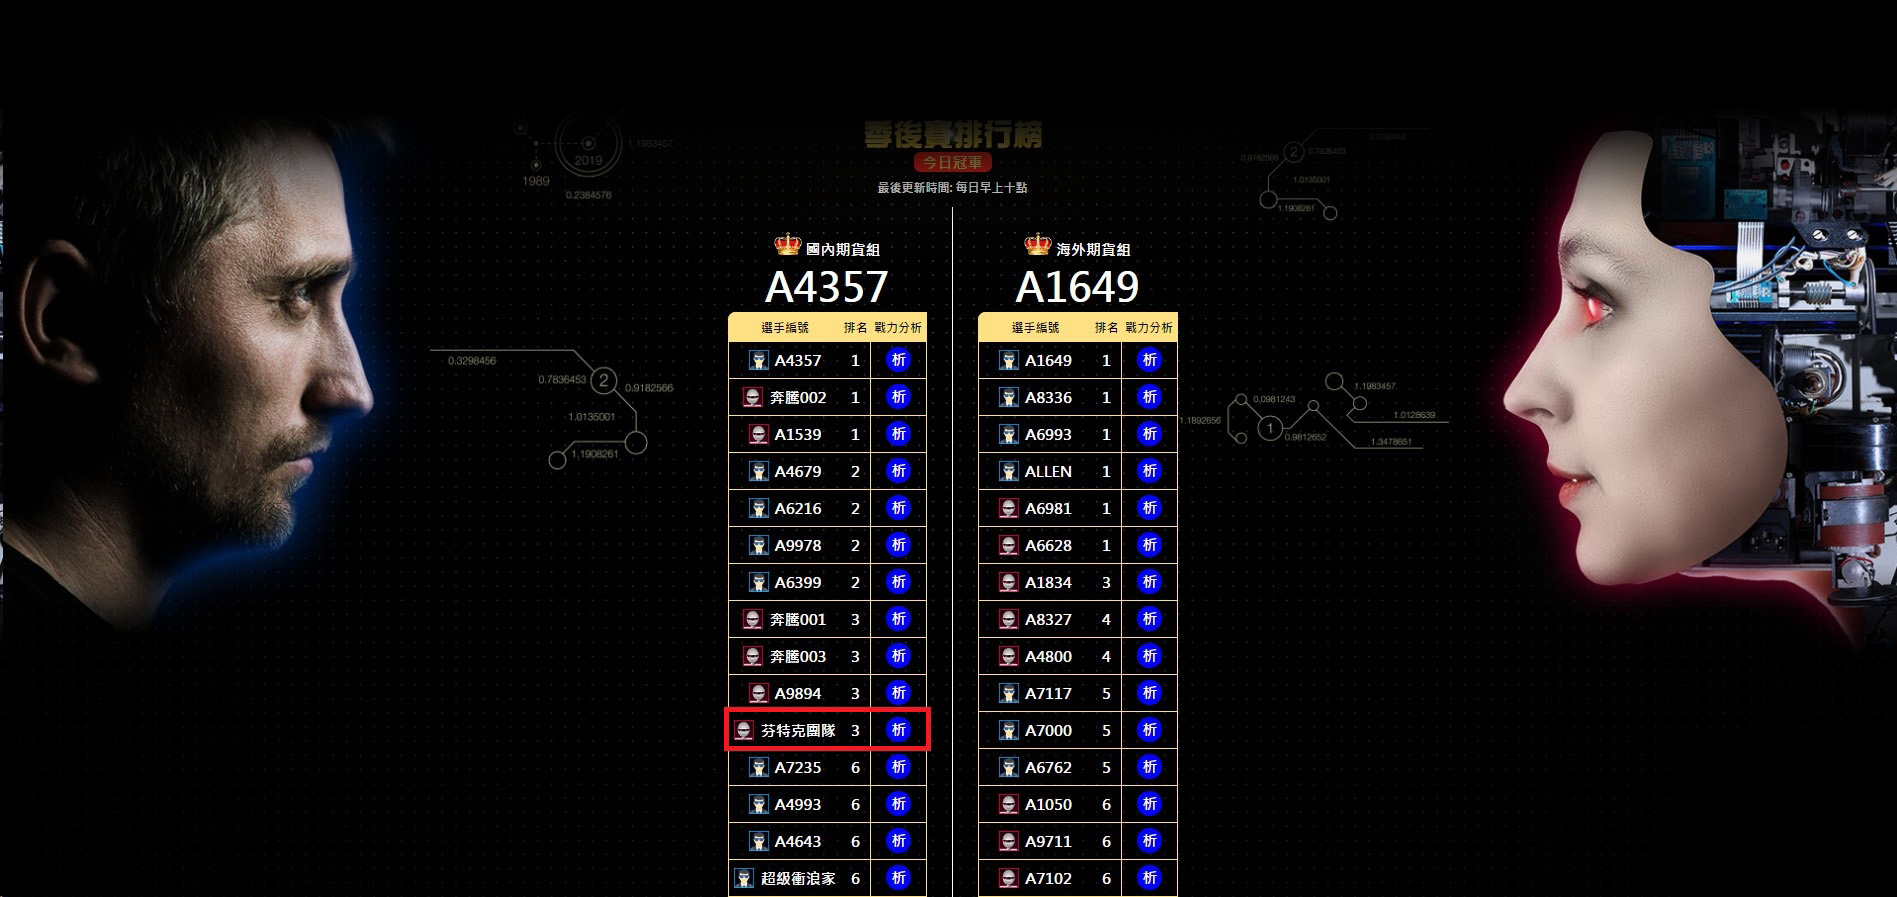 季後賽排行榜
今日冠軍
最後更新時間: 每日早上十點
1989
2019
1.1983457
0.2384576
0.3298456
0.7836453
2
0.9182566
1.0135001
1.1908261
國內期貨組
A4357
選手編號 排名 戰力分析
A4357 1 析
奔騰002 1 析
A1539 1 析
A4679 2 析
A6216 2 析
A9978 2 析
A6399 2 析
奔騰001 3 析
奔騰003 3 析
A9894 3 析
芬特克團隊 3 析
A7235 6 析
A4993 6 析
A4643 6 析
超級衝浪家 6 析
海外期貨組
A1649
選手編號 排名 戰力分析
A1649 1 析
A8336 1 析
A6993 1 析
ALLEN 1 析
A6981 1 析
A6628 1 析
A1834 3 析
A8327 4 析
A4800 4 析
A7117 5 析
A7000 5 析
A6762 5 析
A1050 6 析
A9711 6 析
A7102 6 析
0.3298456
0.9182566
2
0.7836453
1.0135001
1.1908261
1.1983457
0.0981243
1.1892656
1
0.9812652
1.0128639
1.3478651